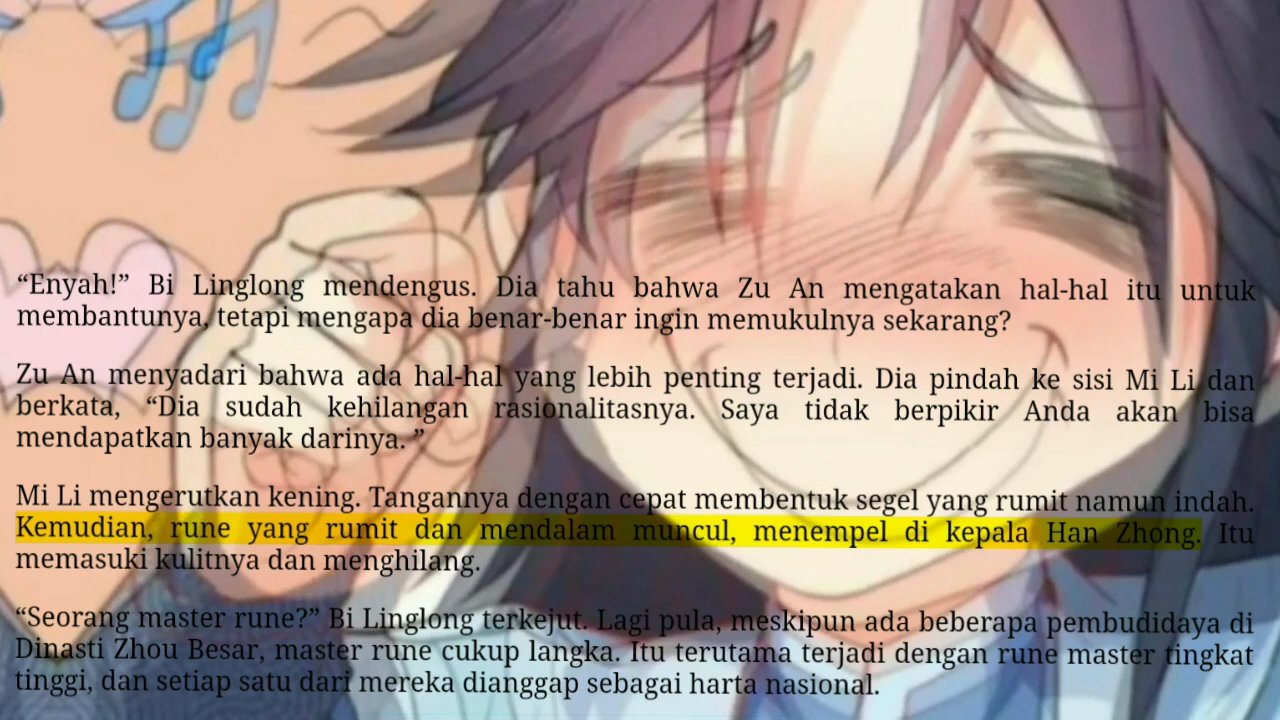 “Enyah!” Bi Linglong mendengus. Dia tahu bahwa Zu An mengatakan hal-hal itu untuk
membantunya, tetapi mengapa dia benar-benar ingin memukulnya sekarang?
Zu An menyadari bahwa ada hal-hal yang lebih penting terjadi. Dia pindah ke sisi Mi Li dan
berkata, “Dia sudah kehilangan rasionalitasnya. Saya tidak berpikir Anda akan bisa
mendapatkan banyak darinya. ”
Mi Li mengerutkan kening. Tangannya dengan cepat membentuk segel yang rumit namun indah.
Kemudian, rune yang rumit dan mendalam muncul, menempel di kepala Han Zhong. Itu
memasuki kulitnya dan menghilang.
“Seorang master rune?” Bi Linglong terkejut. Lagi pula, meskipun ada beberapa pembudidaya di
Dinasti Zhou Besar, master rune cukup langka. Itu terutama terjadi dengan rune master tingkat
tinggi, dan setiap satu dari mereka dianggap sebagai harta nasional.